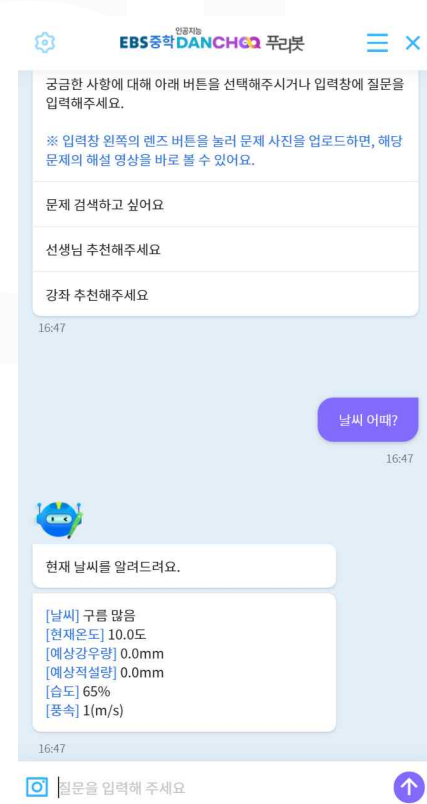 인공지능
EBS중학 DANCHOO 푸리봇
궁금한 사항에 대해 아래 버튼을 선택해주시거나 입력창에 질문을
입력해주세요.
※ 입력창 왼쪽의 렌즈 버튼을 눌러 문제 사진을 업로드하면, 해당
문제의 해설 영상을 바로 볼 수 있어요.
문제 검색하고 싶어요
선생님 추천해주세요
강좌 추천해주세요
16:47
날씨 어때?
16:47
현재 날씨를 알려드려요.
[날씨] 구름 많음
[현재온도] 10.0도
[예상강우량] 0.0mm
[예상적설량] 0.0mm
[습도] 65%
[풍속] 1(m/s)
16:47
질문을 입력해 주세요